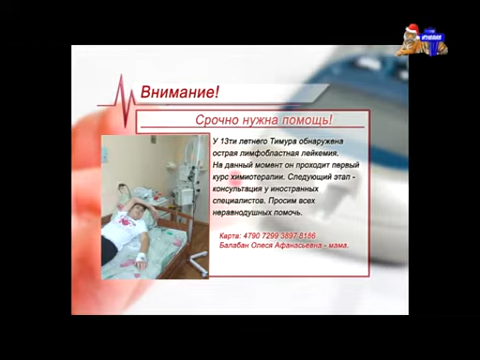 Внимание!
Срочно нужна помощь!
У 13ти летнего Тимура обнаружена
острая лимфобластная лейкемия.
На данный момент он проходит первый
курс химиотерапии. Следующий этап -
консультация у иностранных
специалистов. Просим всех
неравнодушных помочь.
Карта: 4790 7299 3897 8186.
Балабан Олеся Афанасьевна - мама.